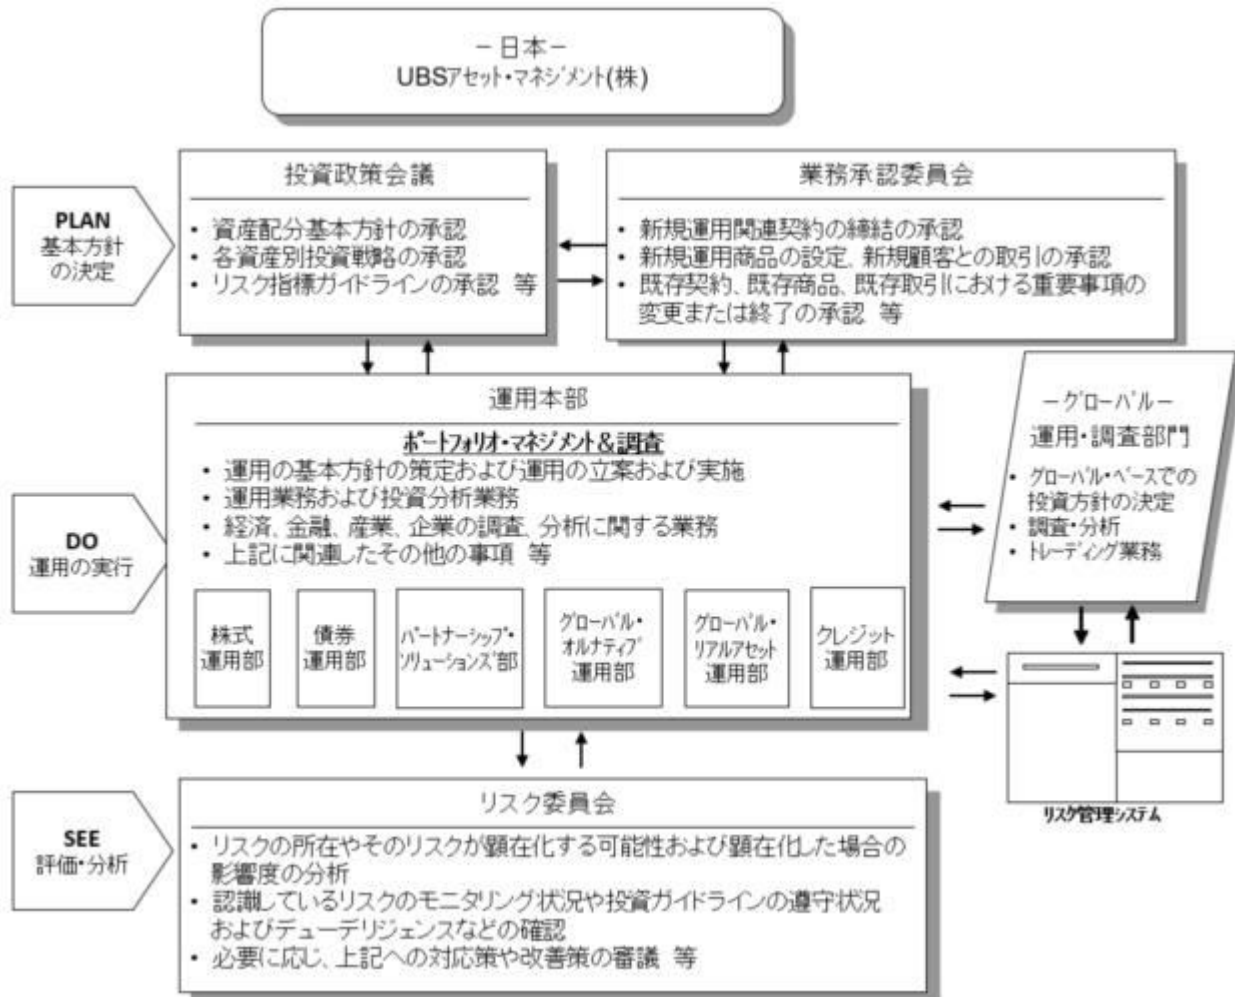 －日本－
UBSアセット・マネジメント(株)
PLAN
基本方針
の決定
投資政策会議
・ 資産配分基本方針の承認
・ 各資産別投資戦略の承認
・ リスク指標ガイドラインの承認 等
業務承認委員会
・ 新規運用関連契約の締結の承認
・ 新規運用商品の設定、新規顧客との取引の承認
・ 既存契約、既存商品、既存取引における重要事項の
変更または終了の承認 等
DO
運用の実行
運用本部
ポートフォリオ・マネジメント&調査
・ 運用の基本方針の策定および運用の立案および実施
・ 運用業務および投資分析業務
・ 経済、金融、産業、企業の調査、分析に関する業務
・ 上記に関連したその他の事項 等
株式
運用部
債券
運用部
パートナーシップ・
ソリューションズ部
グローバル・
オルナティブ
運用部
グローバル・
リアルアセット
運用部
クレジット
運用部
－グローバル－
運用・調査部門
・ グローバル・ベースでの
投資方針の決定
・ 調査・分析
・ トレーディング業務
リスク管理システム
SEE
評価・分析
リスク委員会
・ リスクの所在やそのリスクが顕在化する可能性および顕在化した場合の
影響度の分析
・ 認識しているリスクのモニタリング状況や投資ガイドラインの遵守状況
およびデューデリジェンスなどの確認
・ 必要に応じ、上記への対応策や改善策の審議 等